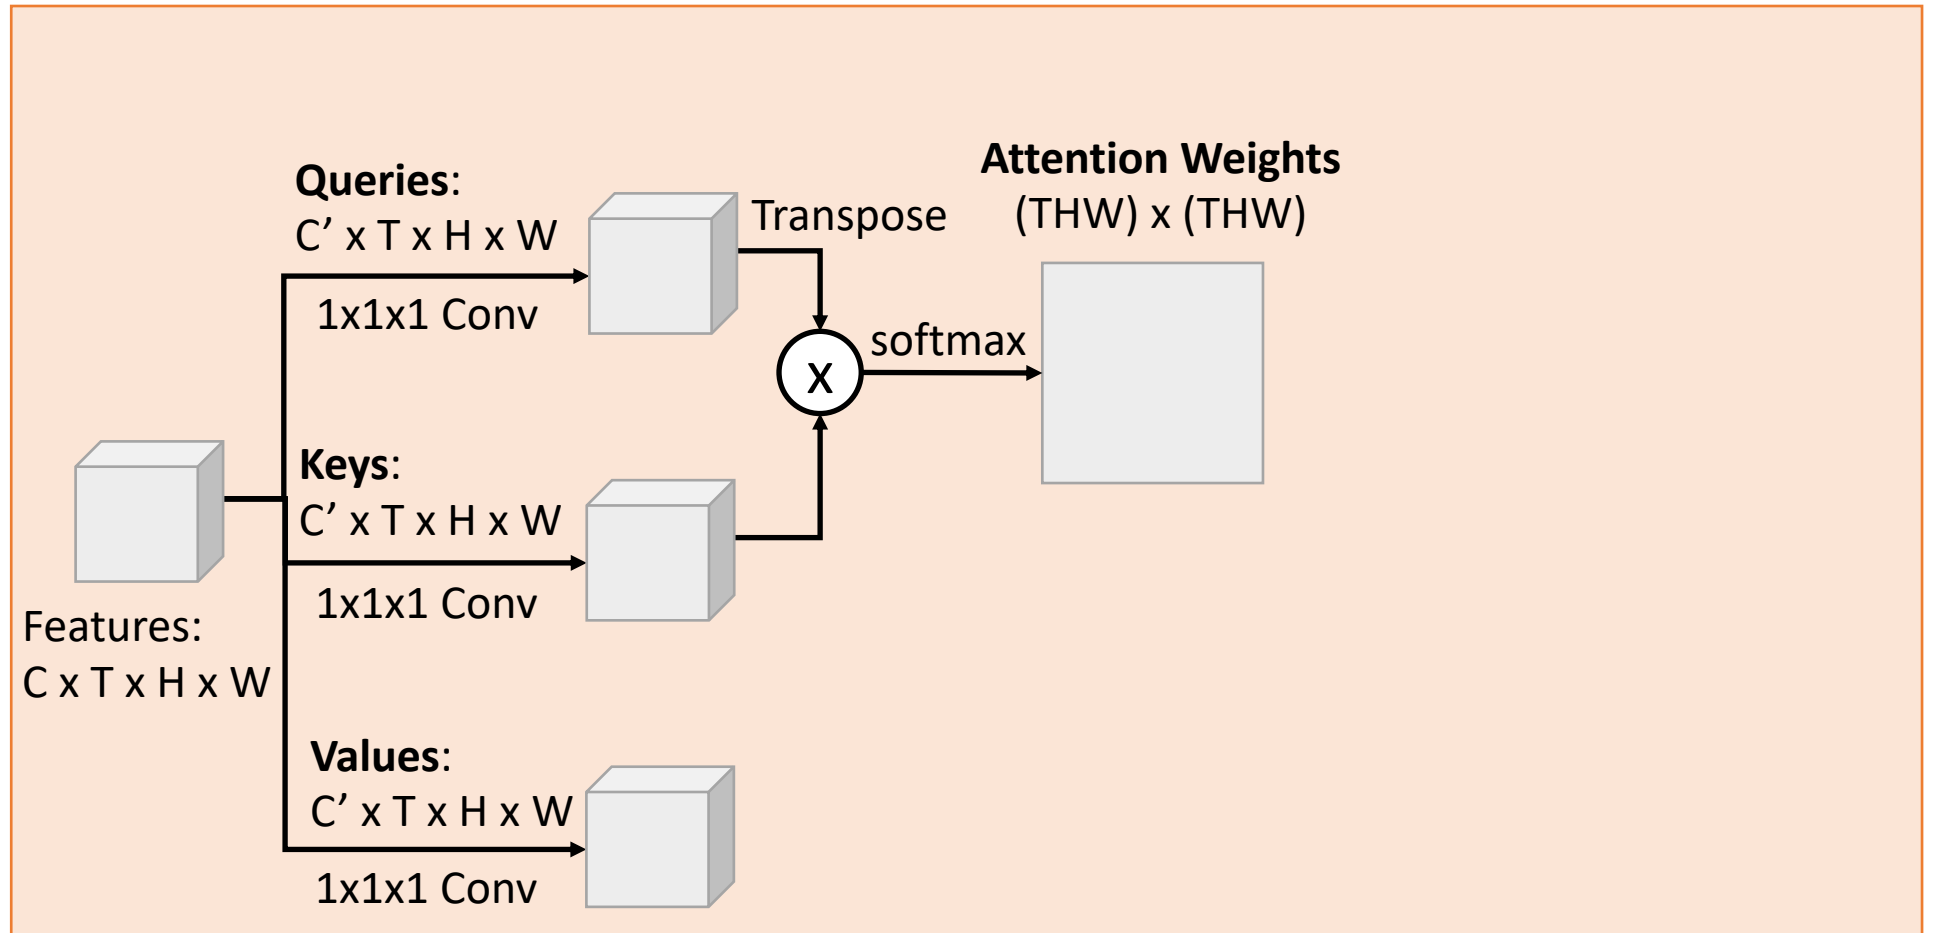 Attention Weights
(THW) x (THW)
Queries:
C’ x T x H x W
1x1x1 Conv
Transpose
x
softmax
Keys:
C’ x T x H x W
1x1x1 Conv
Features:
C x T x H x W
Values:
C’ x T x H x W
1x1x1 Conv